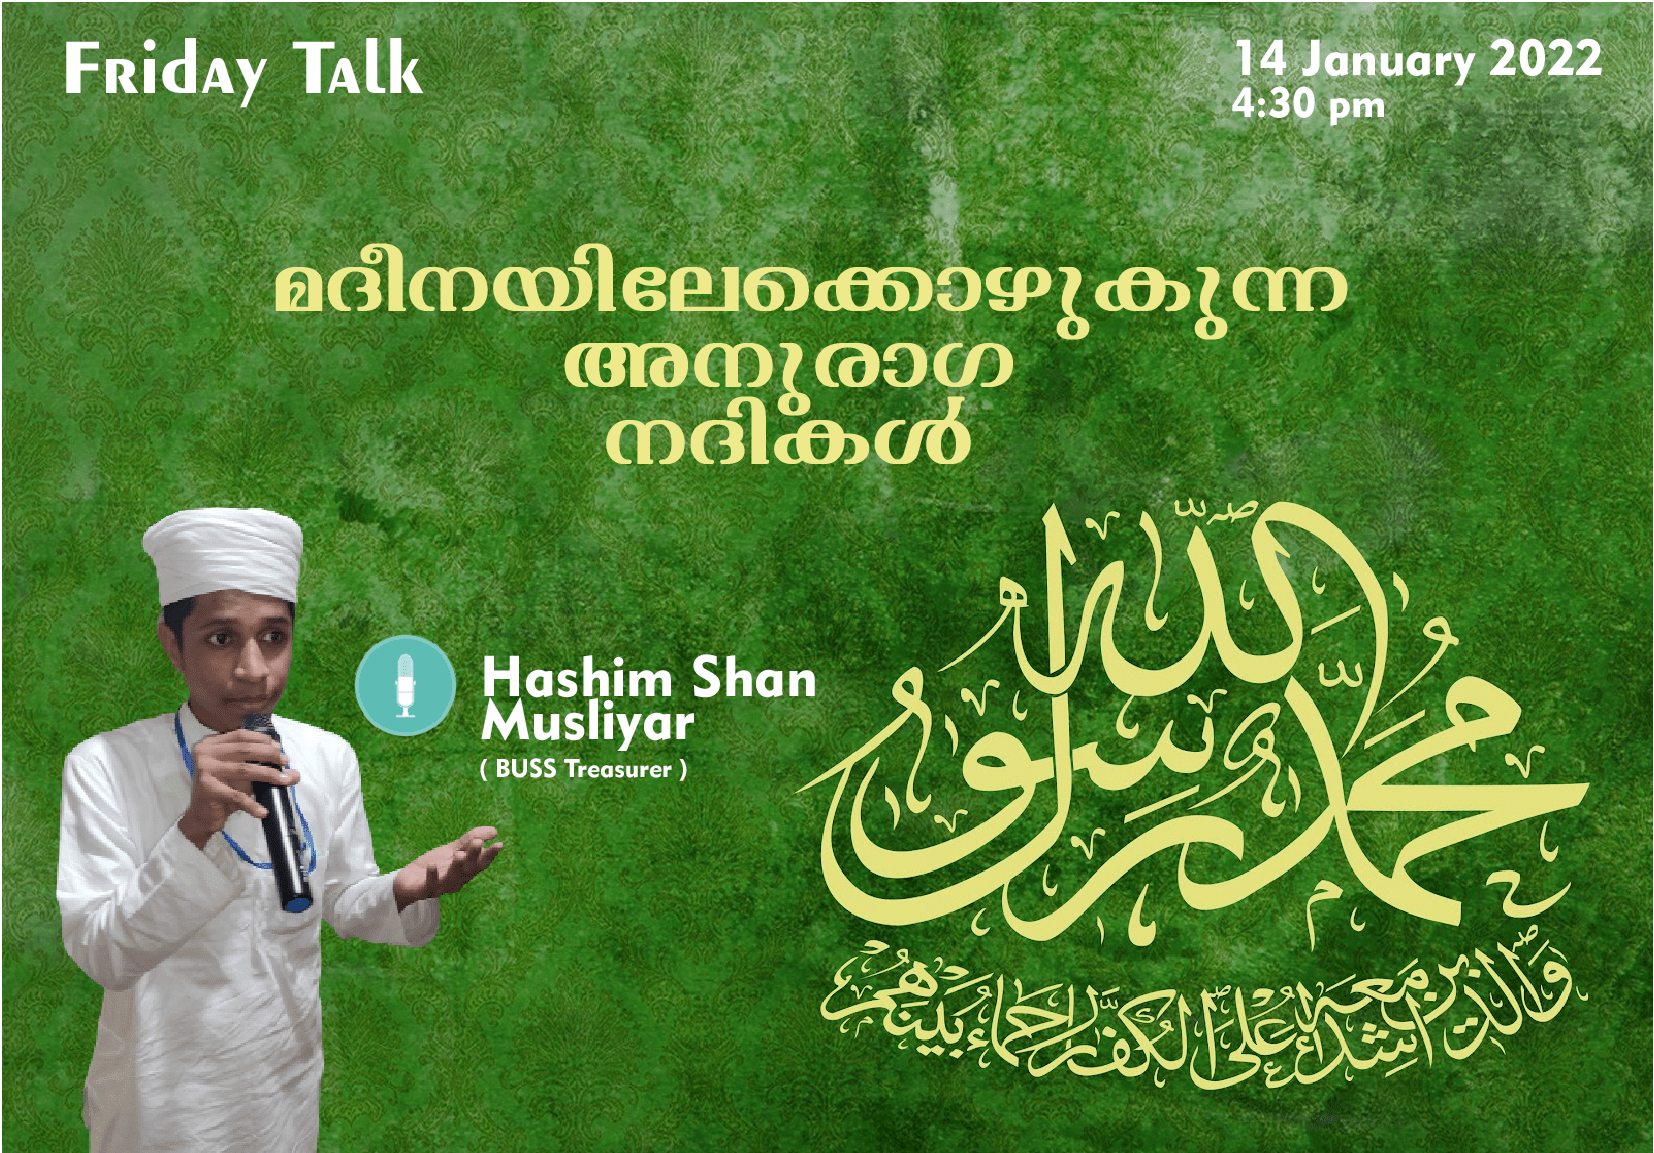 Friday Talk
14 January 2022
4:30 pm
മദീനയിലേക്കൊഴുകുന്ന
അനുരാഗ
നദികൾ
Hashim Shan
Musliyar
( BUSS Treasurer )
محمد رسول الله
والذين معه أشداء على الكفار رحماء بينهم